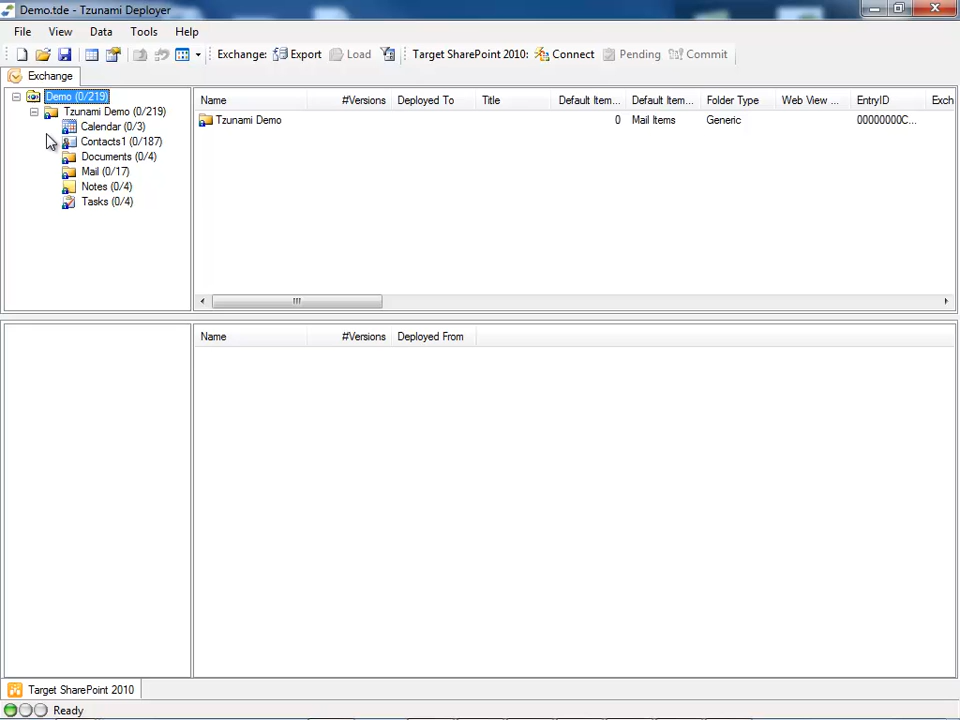 Demo.tde - Tzunami Deployer
File View Data Tools Help
Exchange: Export Load Target SharePoint 2010: Connect Pending Commit
Exchange
Demo (0/219)
Tzunami Demo (0/219)
Calendar (0/3)
Contacts1 (0/187)
Documents (0/4)
Mail (0/17)
Notes (0/4)
Tasks (0/4)
Name #Versions Deployed To Title Default Item... Default Item... Folder Type Web View ... EntryID Exch
Tzunami Demo 0 Mail Items Generic 00000000C...
Name #Versions Deployed From
Target SharePoint 2010
Ready